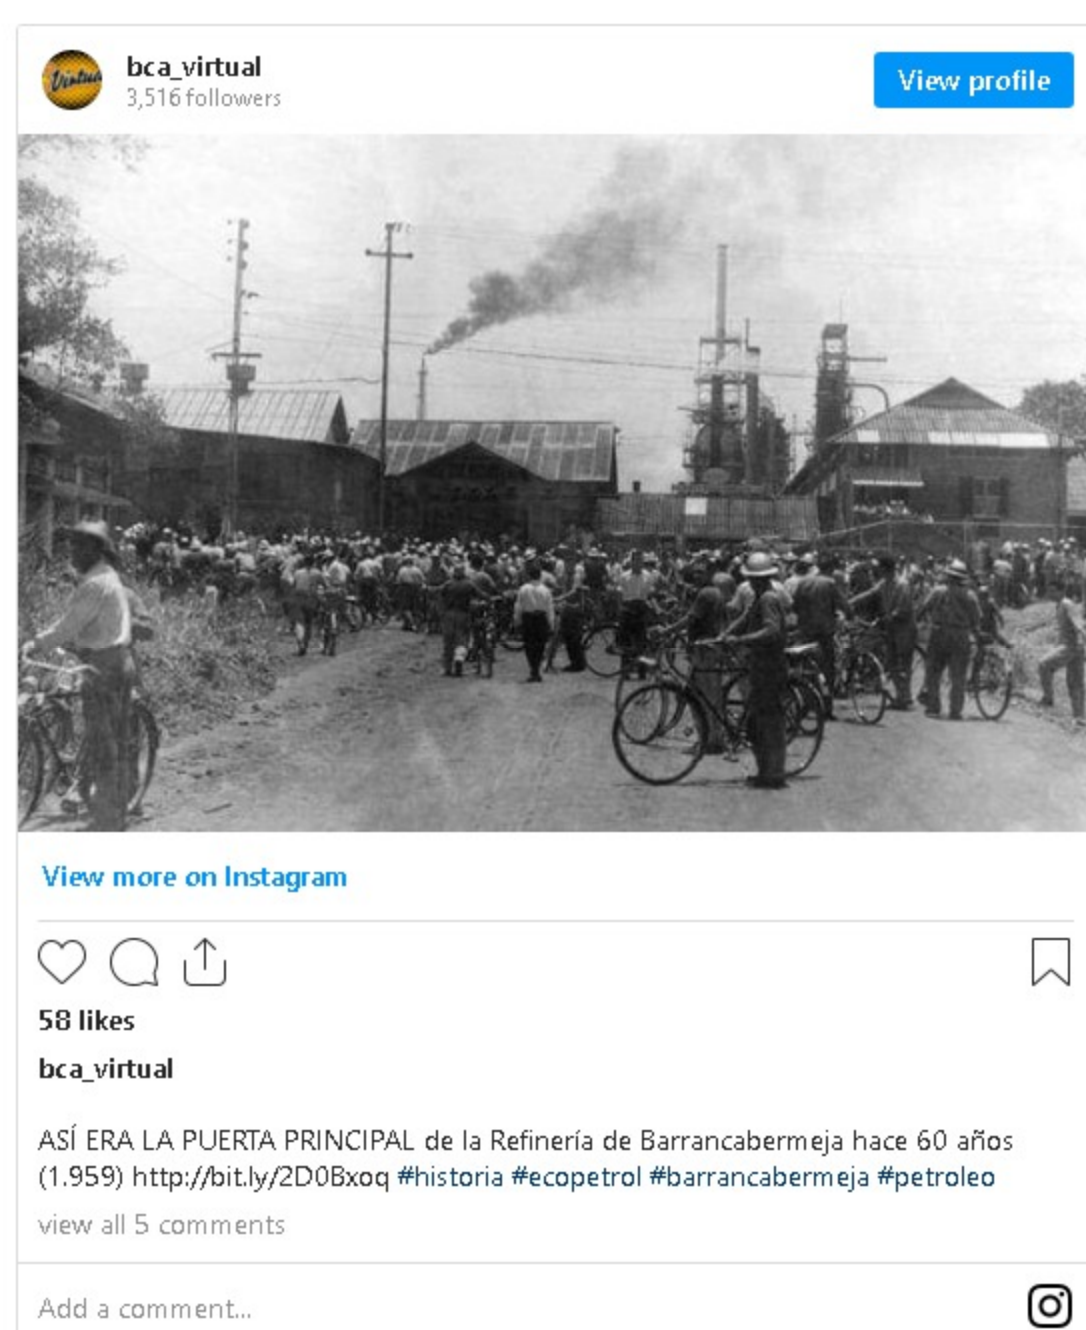 Virtual
bca_virtual
3,516 followers
View profile
View more on Instagram
58 likes
bca_virtual
ASÍ ERA LA PUERTA PRINCIPAL de la Refinería de Barrancabermeja hace 60 años
(1.959) http://bit.ly/2D0Bxoq #historia #ecopetrol #barrancabermeja #petroleo
view all 5 comments
Add a comment...